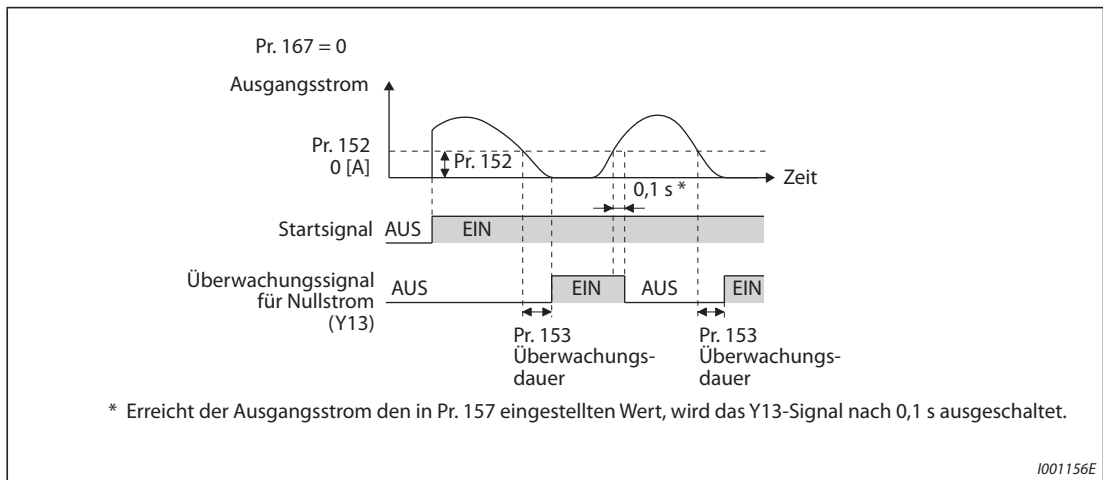 Pr. 167 = 0
Ausgangsstrom
Pr. 152
0 [A]
Pr. 152
Zeit
0,1 s *
Startsignal
AUS
EIN
Überwachungssignal
für Nullstrom
(Y13)
AUS
EIN
AUS
EIN
Pr. 153
Überwachungs-
dauer
Pr. 153
Überwachungs-
dauer
* Erreicht der Ausgangsstrom den in Pr. 157 eingestellten Wert, wird das Y13-Signal nach 0,1 s ausgeschaltet.
I001156E